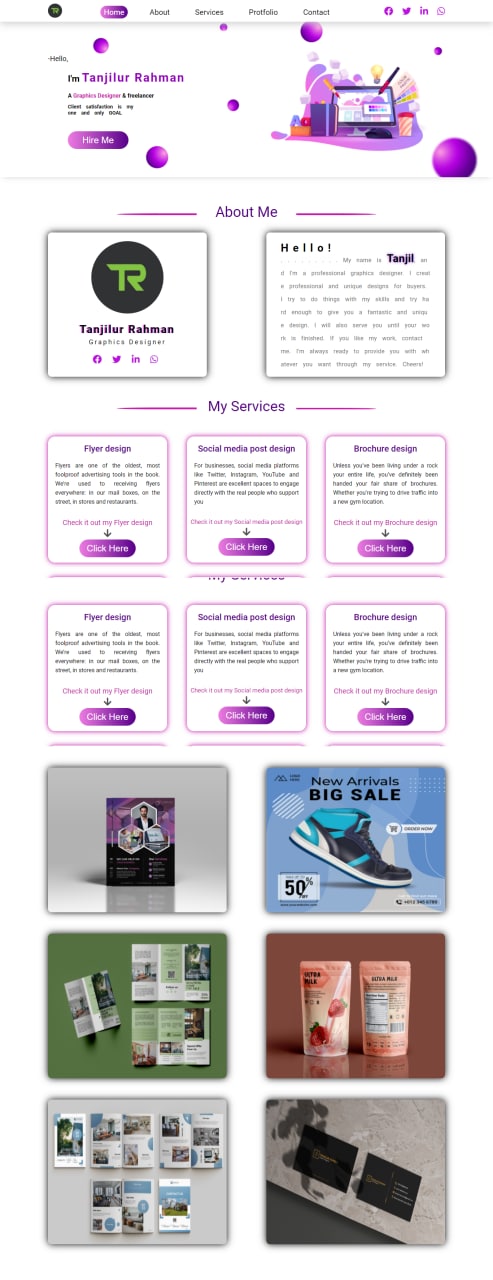 TR
Home
About
Services
Protfolio
Contact
-Hello,
I'm Tanjilur Rahman
A Graphics Designer & freelancer
Client satisfaction is my
one and only GOAL
Hire Me
About Me
TR
Tanjilur Rahman
Graphics Designer
Hello!
. . . . . . . . . My name is Tanjil an
d I'm a professional graphics designer. I creat
e professional and unique designs for buyers.
I try to do things with my skills and try ha
rd enough to give you a fantastic and uniqu
e design. I will also serve you until your wo
rk is finished. If you like my work, contact
me. I'm always ready to provide you with wh
atever you want through my service. Cheers!
My Services
Flyer design
Flyers are one of the oldest, most
foolproof advertising tools in the book.
We're used to receiving flyers
everywhere: in our mail boxes, on the
street, in stores and restaurants.
Check it out my Flyer design
Click Here
Social media post design
For businesses, social media platforms
like Twitter, Instagram, YouTube and
Pinterest are excellent spaces to engage
directly with the real people who support
you
Check it out my Social media post design
Click Here
Brochure design
Unless you've been living under a rock
your entire life, you've definitely been
handed your fair share of brochures.
Whether you're trying to drive traffic into
a new gym location.
Check it out my Brochure design
Click Here
My Services
Flyer design
Flyers are one of the oldest, most
foolproof advertising tools in the book.
We're used to receiving flyers
everywhere: in our mail boxes, on the
street, in stores and restaurants.
Check it out my Flyer design
Click Here
Social media post design
For businesses, social media platforms
like Twitter, Instagram, YouTube and
Pinterest are excellent spaces to engage
directly with the real people who support
you
Check it out my Social media post design
Click Here
Brochure design
Unless you've been living under a rock
your entire life, you've definitely been
handed your fair share of brochures.
Whether you're trying to drive traffic into
a new gym location.
Check it out my Brochure design
Click Here
New Arrivals
BIG SALE
ORDER NOW
50%
ULTRA
MILK
ULTRA MILK